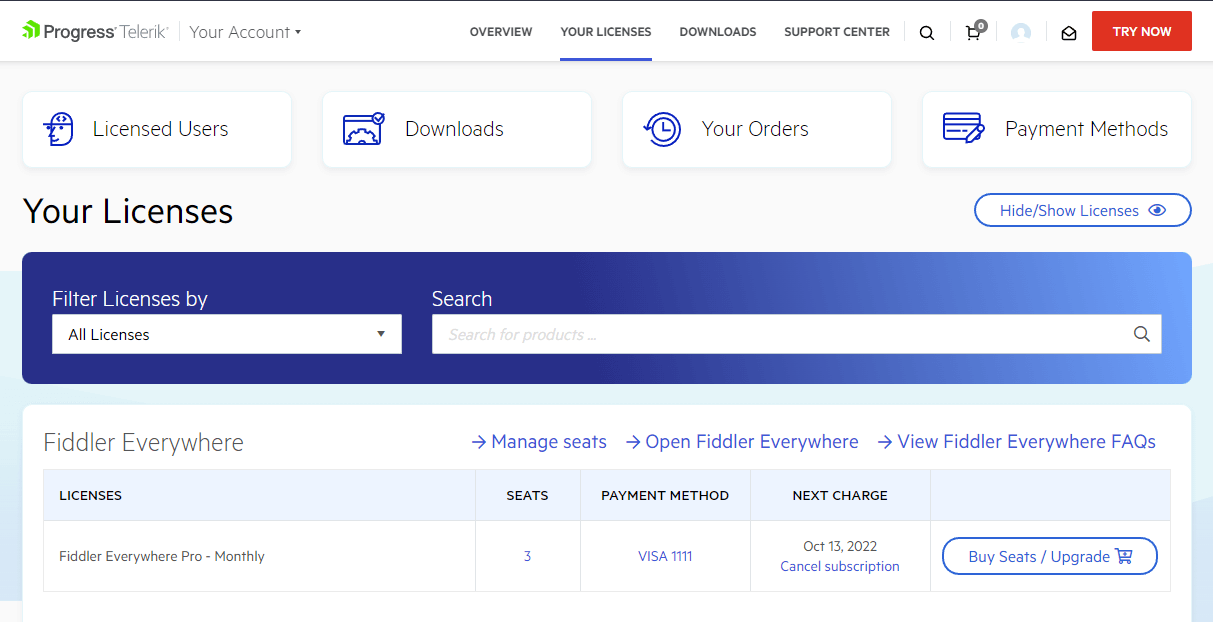 Progress Telerik Your Account OVERVIEW YOUR LICENSES DOWNLOADS SUPPORT CENTER 0 TRY NOW
Licensed Users Downloads Your Orders Payment Methods
Your Licenses Hide/Show Licenses
Filter Licenses by Search
All Licenses Search for products ...
Fiddler Everywhere → Manage seats → Open Fiddler Everywhere → View Fiddler Everywhere FAQs
LICENSES SEATS PAYMENT METHOD NEXT CHARGE
Fiddler Everywhere Pro - Monthly 3 VISA 1111 Oct 13, 2022 Buy Seats / Upgrade
Cancel subscription